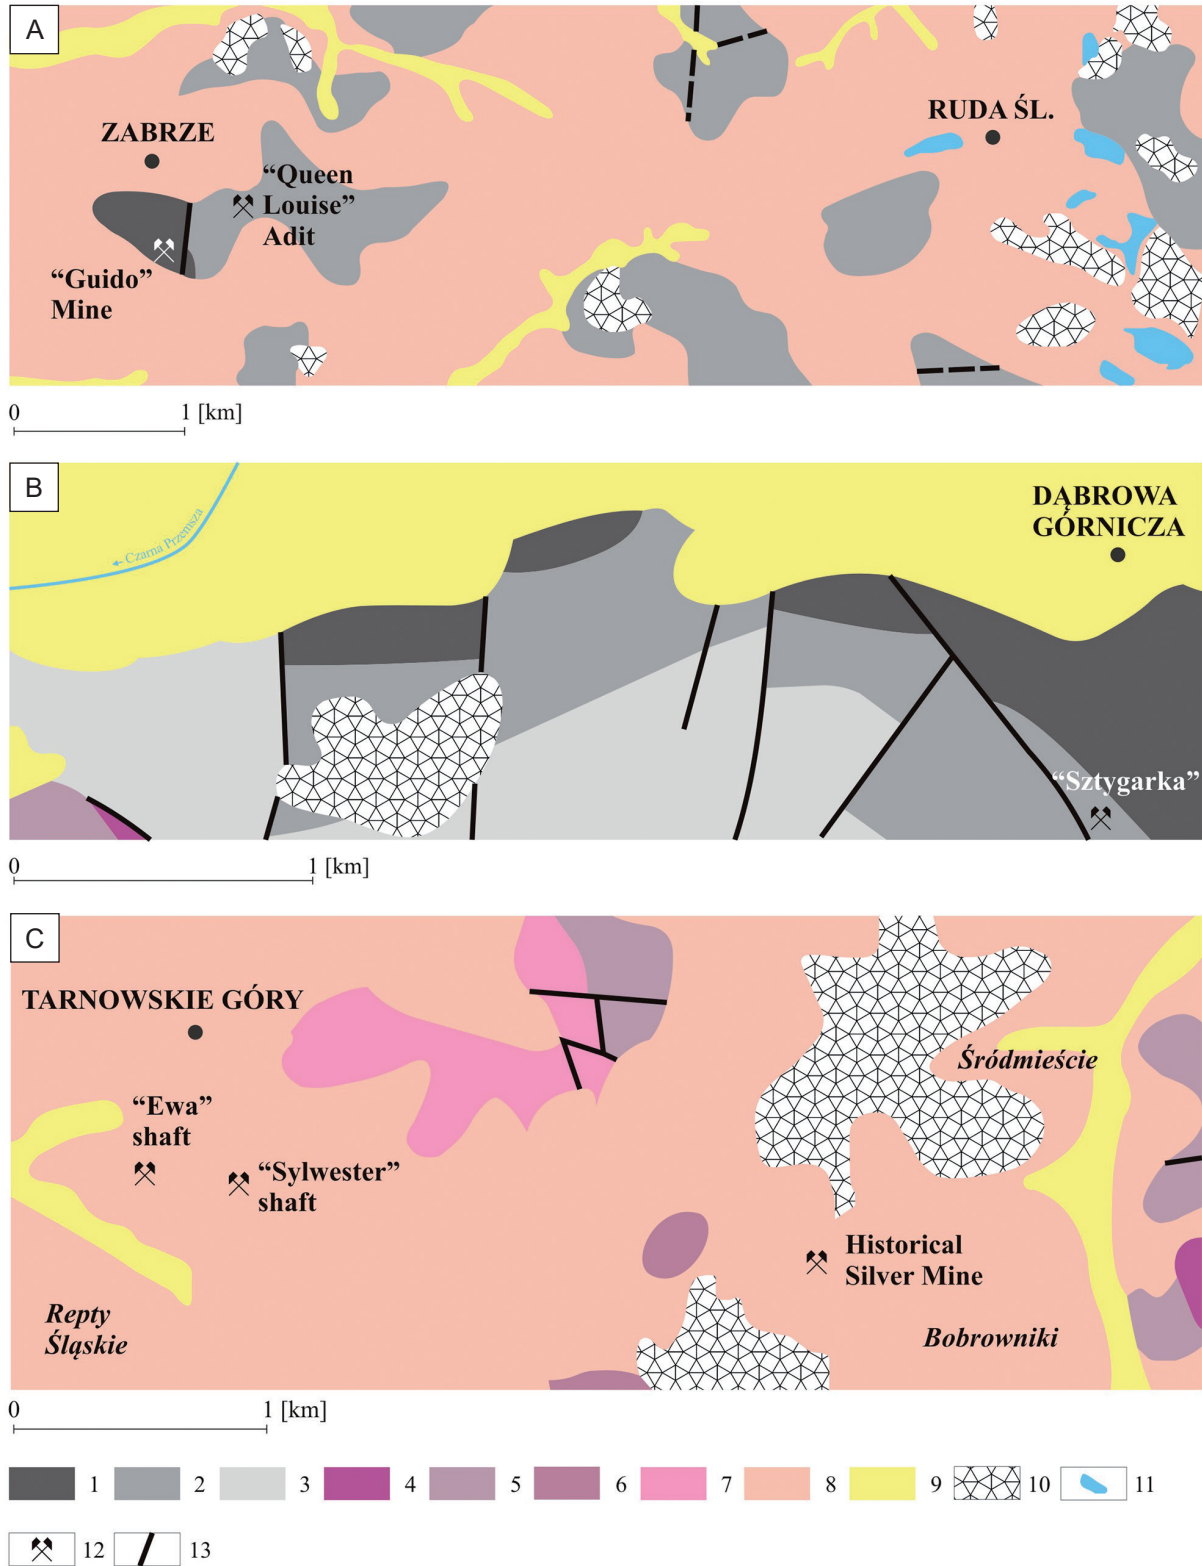 A
ZABRZE
RUDA ŚL.
“Queen
Louise”
Adit
“Guido”
Mine
0 1 [km]
B
← Czarna Przemsza
DĄBROWA
GÓRNICZA
“Sztygarka”
0 1 [km]
C
TARNOWSKIE GÓRY
Śródmieście
“Ewa”
shaft
“Sylwester”
shaft
Historical
Silver Mine
Repty
Śląskie
Bobrowniki
0 1 [km]
1 2 3 4 5 6 7 8 9 10 11
12 13